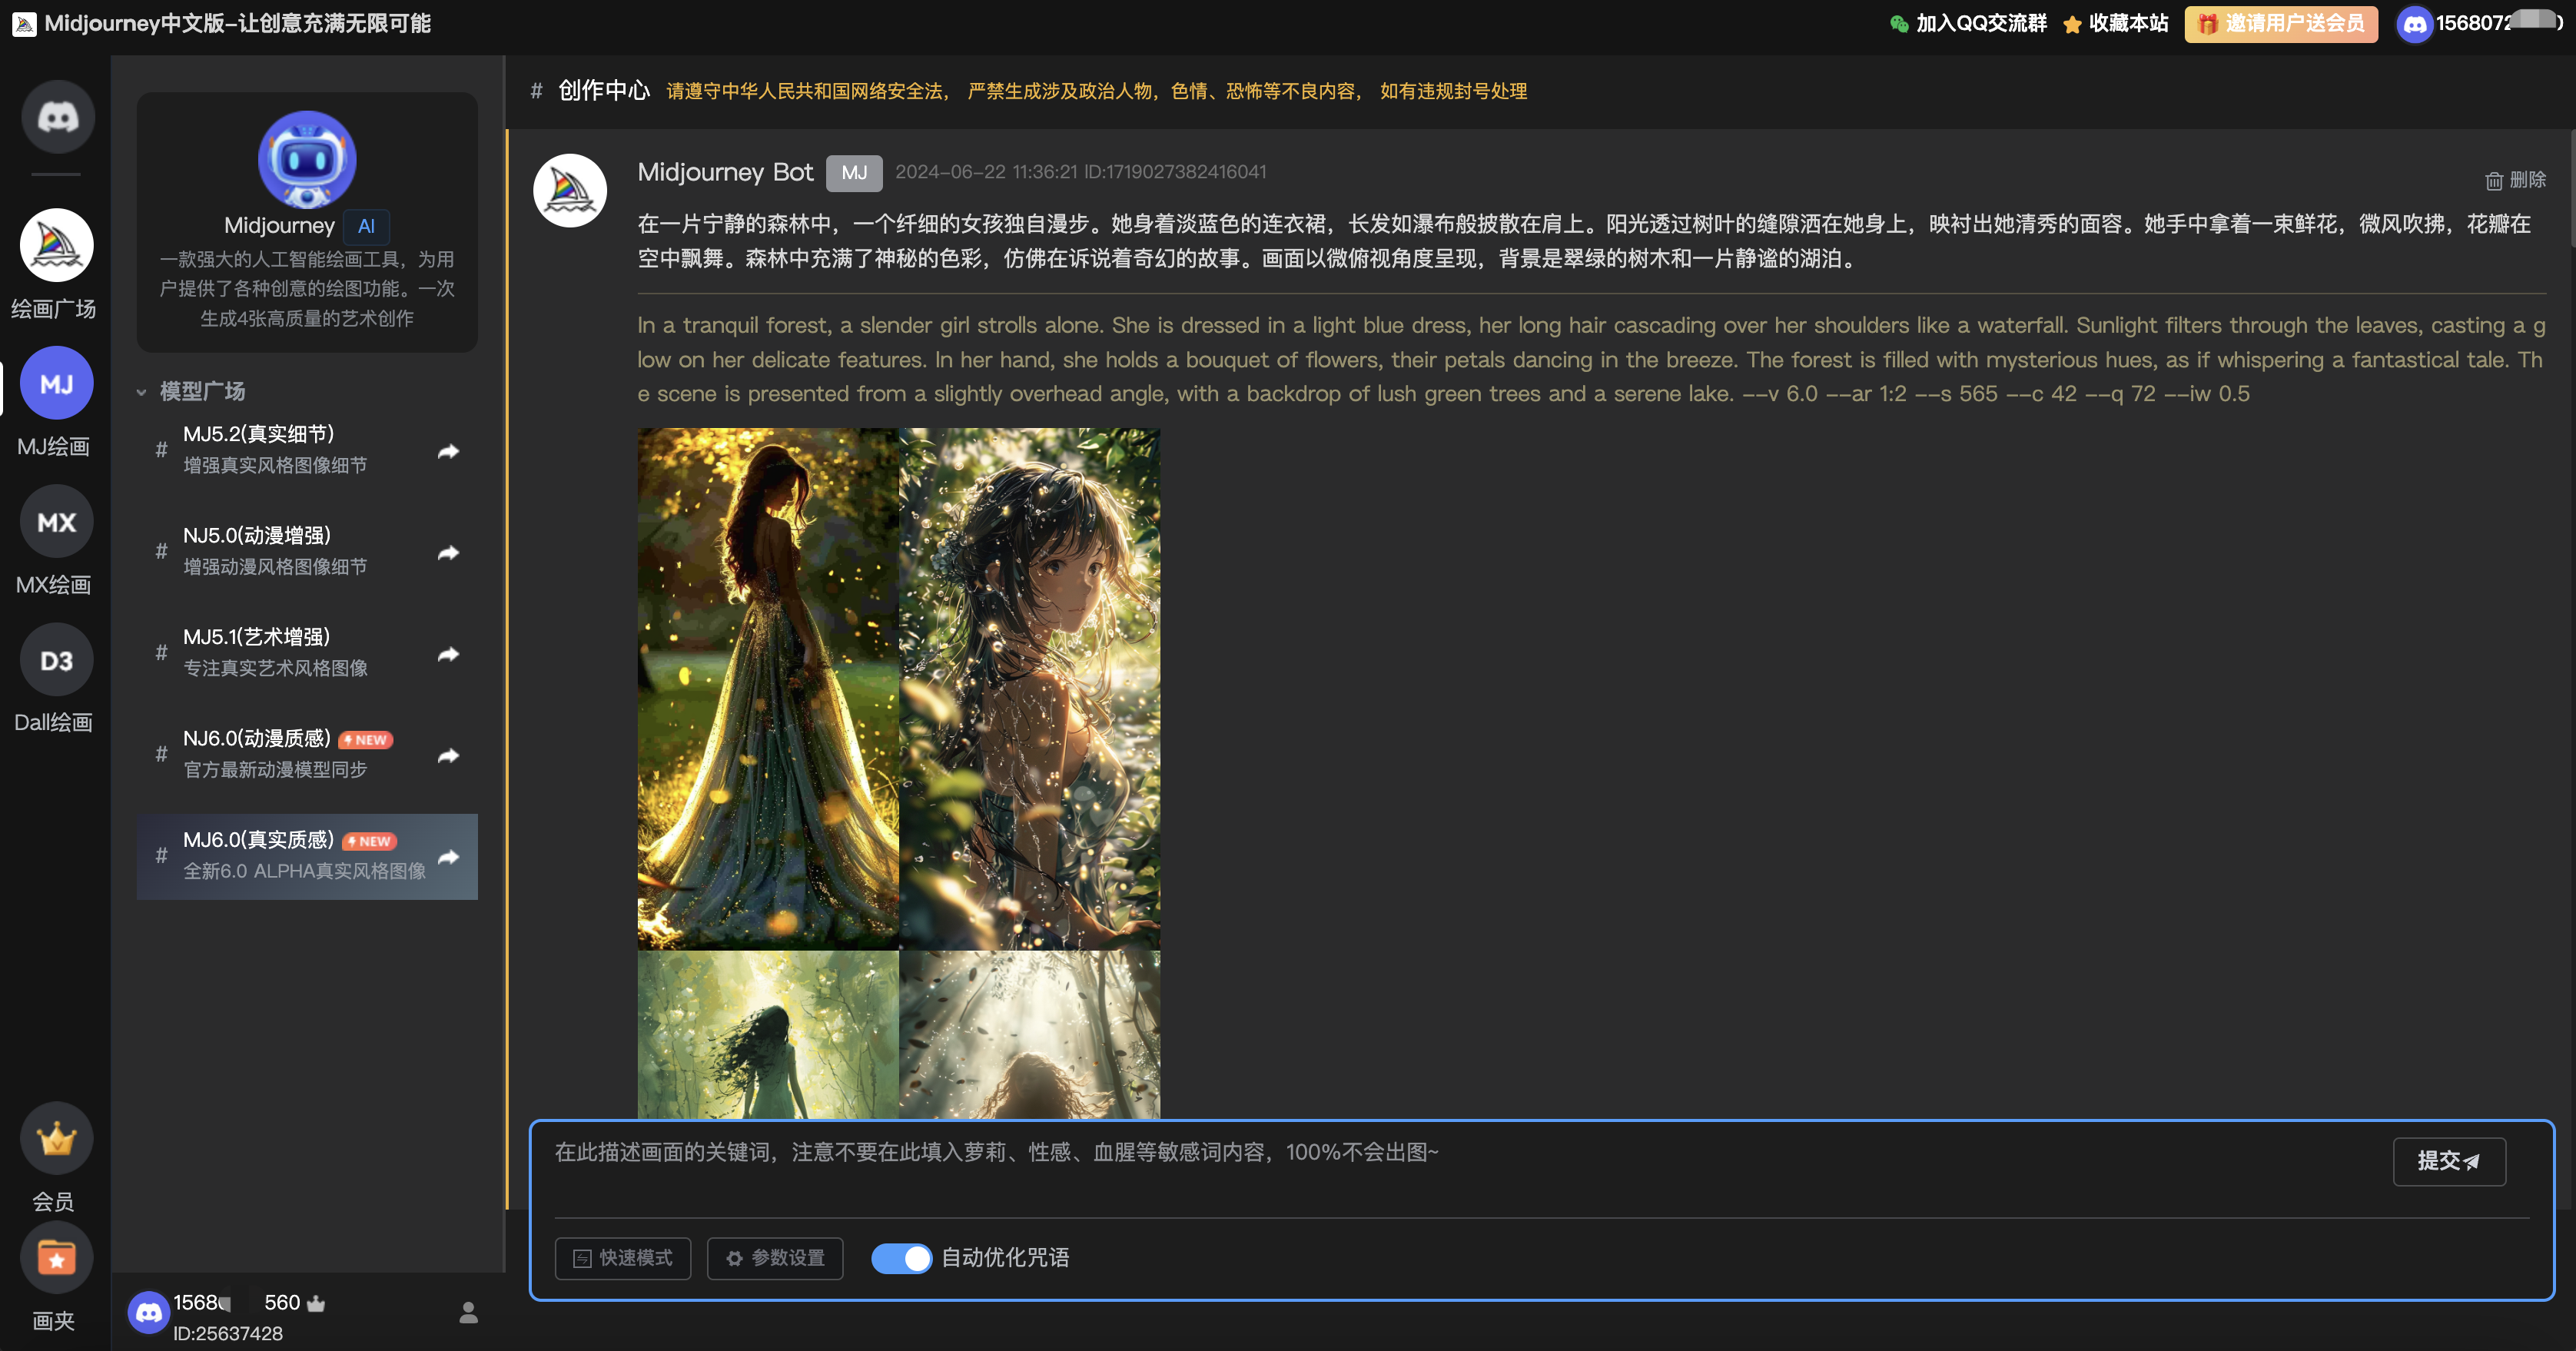 Midjourney中文版-让创意充满无限可能
加入QQ交流群 收藏本站 邀请用户送会员 1568072
绘画广场
MJ
MJ绘画
MX
MX绘画
D3
Dall绘画
会员
画夹
Midjourney AI
一款强大的人工智能绘画工具，为用
户提供了各种创意的绘图功能。一次
生成4张高质量的艺术创作
模型广场
# MJ5.2(真实细节)
增强真实风格图像细节
# NJ5.0(动漫增强)
增强动漫风格图像细节
# MJ5.1(艺术增强)
专注真实艺术风格图像
# NJ6.0(动漫质感) NEW
官方最新动漫模型同步
# MJ6.0(真实质感) NEW
全新6.0 ALPHA真实风格图像
1568 560
ID:25637428
# 创作中心 请遵守中华人民共和国网络安全法， 严禁生成涉及政治人物，色情、恐怖等不良内容， 如有违规封号处理
Midjourney Bot MJ 2024-06-22 11:36:21 ID:1719027382416041
删除
在一片宁静的森林中，一个纤细的女孩独自漫步。她身着淡蓝色的连衣裙，长发如瀑布般披散在肩上。阳光透过树叶的缝隙洒在她身上，映衬出她清秀的面容。她手中拿着一束鲜花，微风吹拂，花瓣在
空中飘舞。森林中充满了神秘的色彩，仿佛在诉说着奇幻的故事。画面以微俯视角度呈现，背景是翠绿的树木和一片静谧的湖泊。
In a tranquil forest, a slender girl strolls alone. She is dressed in a light blue dress, her long hair cascading over her shoulders like a waterfall. Sunlight filters through the leaves, casting a g
low on her delicate features. In her hand, she holds a bouquet of flowers, their petals dancing in the breeze. The forest is filled with mysterious hues, as if whispering a fantastical tale. Th
e scene is presented from a slightly overhead angle, with a backdrop of lush green trees and a serene lake. --v 6.0 --ar 1:2 --s 565 --c 42 --q 72 --iw 0.5
在此描述画面的关键词，注意不要在此填入萝莉、性感、血腥等敏感词内容，100%不会出图~
提交
快速模式 参数设置 自动优化咒语